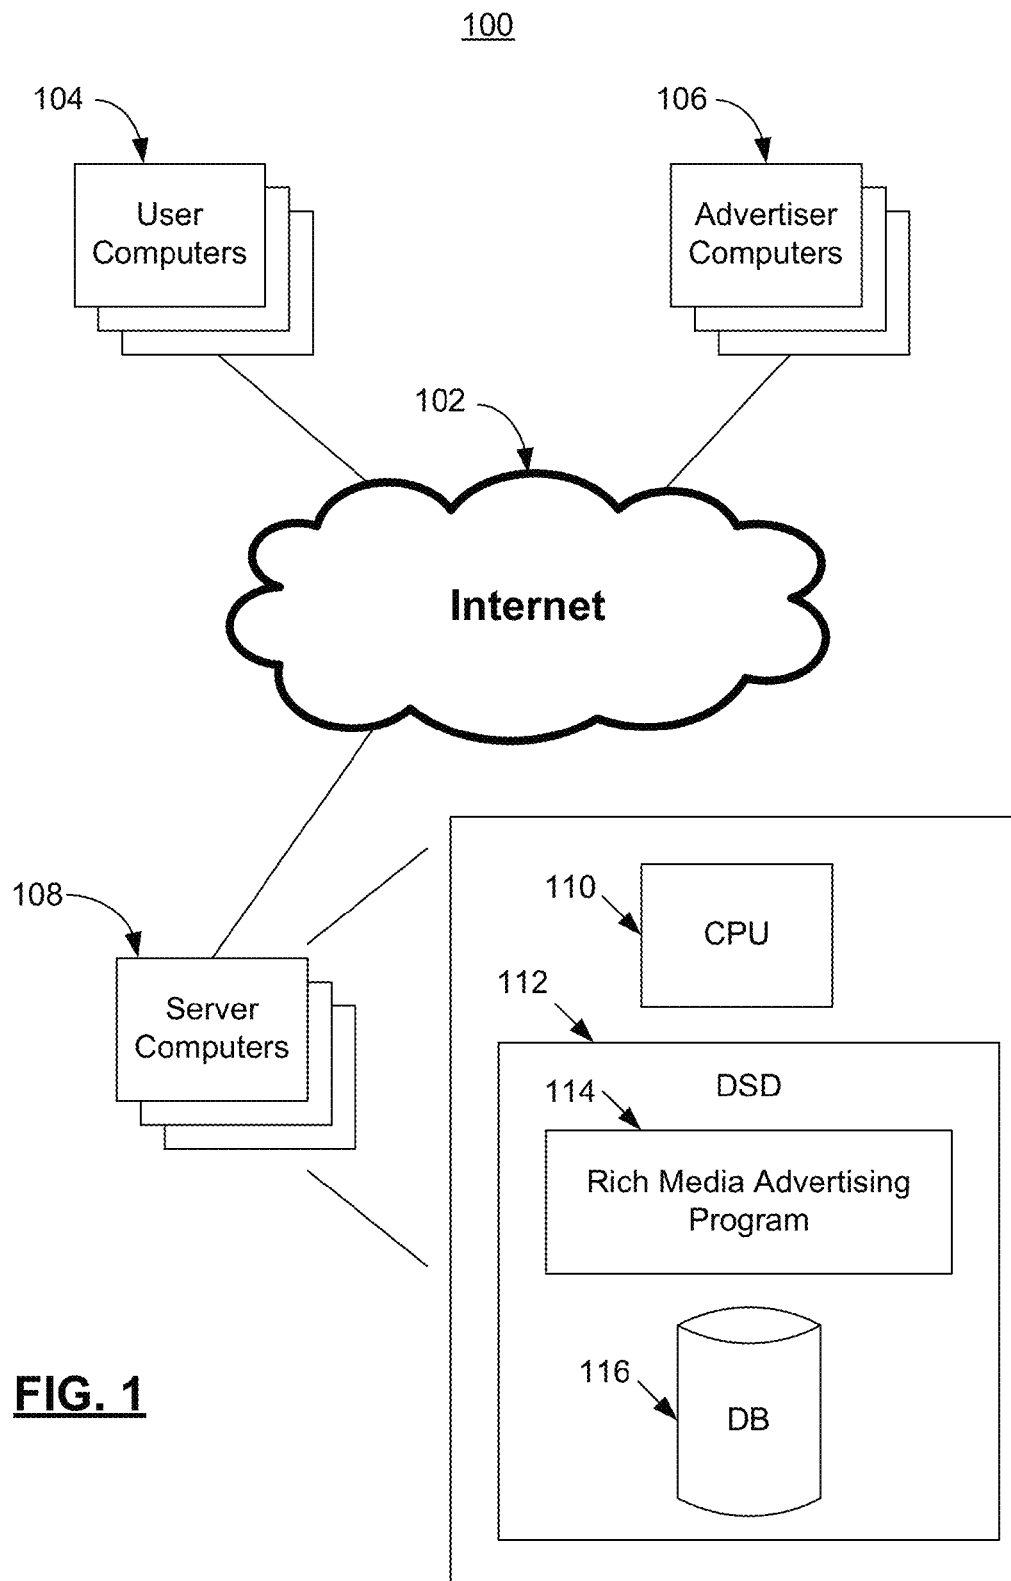 100
104
106
User
Computers
Advertiser
Computers
102
Internet
108
110
CPU
Server
Computers
112
DSD
114
Rich Media Advertising
Program
116
DB
FIG. 1